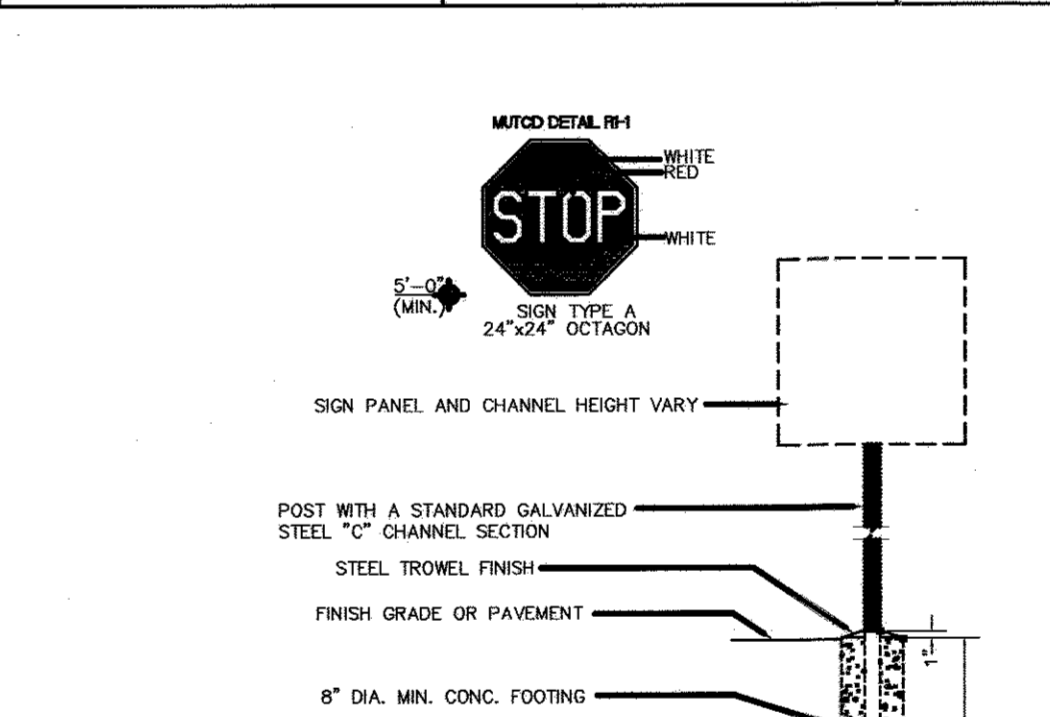 MUTCD DETAIL R1-1
WHITE
RED
STOP
WHITE
5'-0"
(MIN.)
SIGN TYPE A
24"x24" OCTAGON
SIGN PANEL AND CHANNEL HEIGHT VARY
POST WITH A STANDARD GALVANIZED
STEEL "C" CHANNEL SECTION
STEEL TROWEL FINISH
FINISH GRADE OR PAVEMENT
1"
8" DIA. MIN. CONC. FOOTING